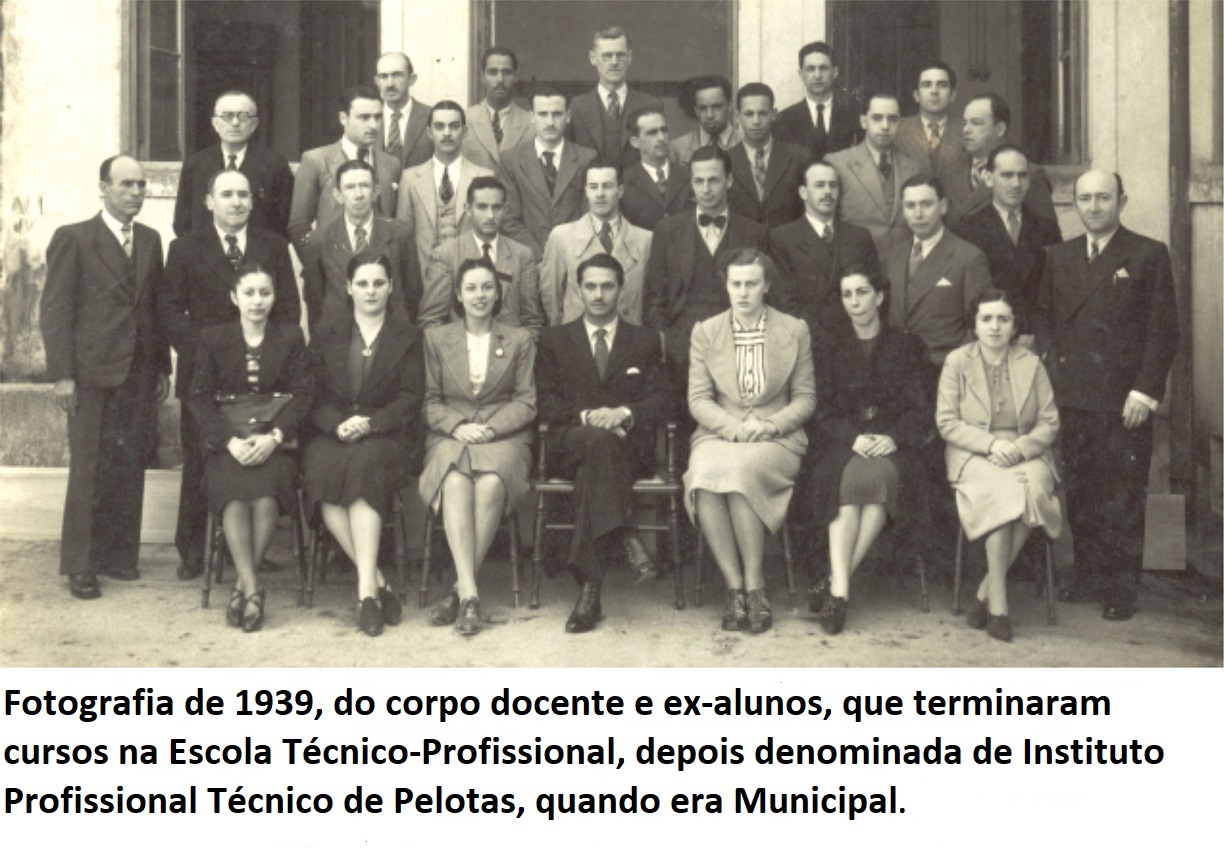 Fotografia de 1939, do corpo docente e ex-alunos, que terminaram
cursos na Escola Técnico-Profissional, depois denominada de Instituto
Profissional Técnico de Pelotas, quando era Municipal.